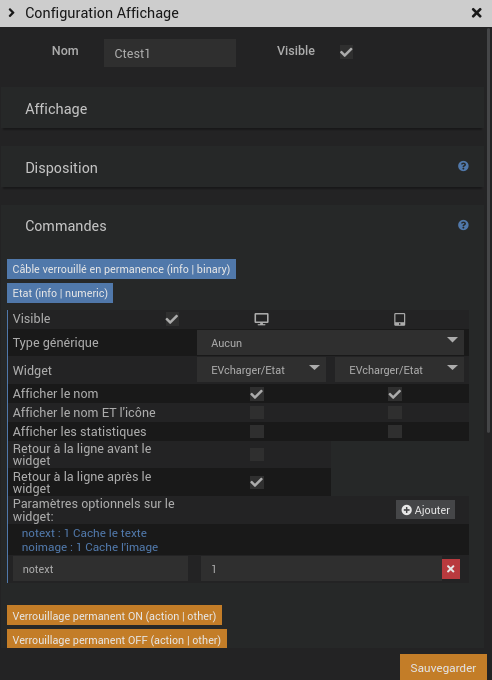 Configuration Affichage
Nom
Ctest1
Visible
Affichage
Disposition
Commandes
Câble verrouillé en permanence (info | binary)
Etat (info | numeric)
Visible
Type générique
Aucun
Widget
EVcharger/Etat
EVcharger/Etat
Afficher le nom
Afficher le nom ET l'icône
Afficher les statistiques
Retour à la ligne avant le
widget
Retour à la ligne après le
widget
Paramètres optionnels sur le
widget:
Ajouter
notext : 1 Cache le texte
noimage : 1 Cache l'image
notext
1
Verrouillage permanent ON (action | other)
Verrouillage permanent OFF (action | other)
Sauvegarder